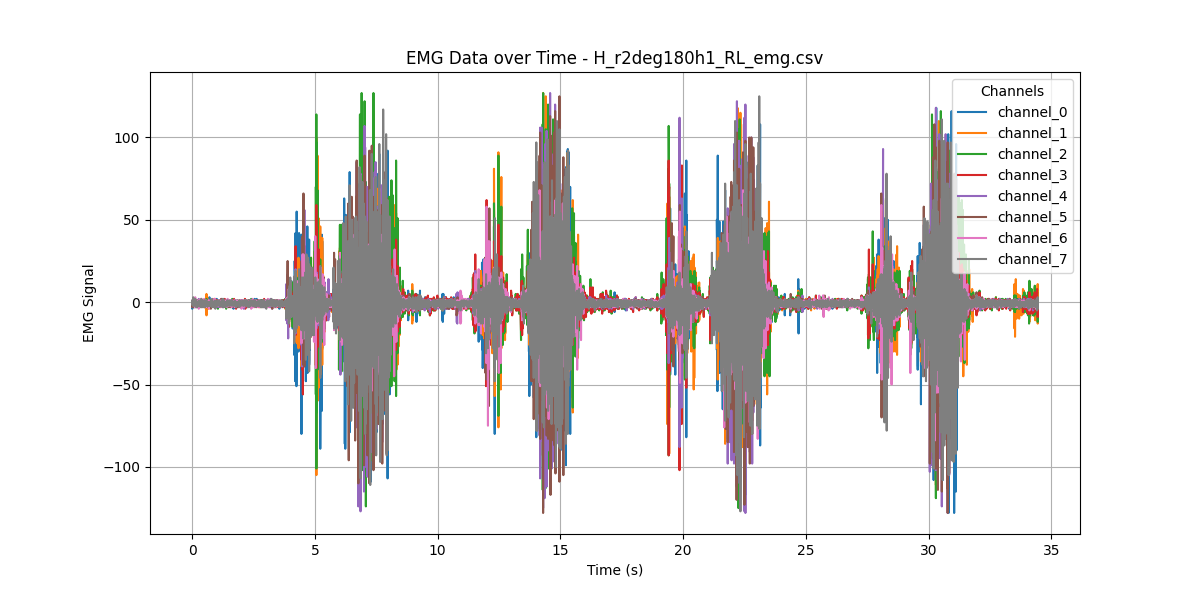 EMG Data over Time - H_r2deg180h1_RL_emg.csv
Channels
channel_0
channel_1
channel_2
channel_3
channel_4
channel_5
channel_6
channel_7
EMG Signal
100
50
0
−50
−100
0 5 10 15 20 25 30 35
Time (s)